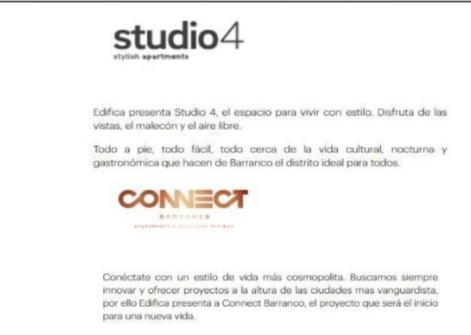 studio4
stylish apartments
Edifica presenta Studio 4, el espacio para vivir con estilo. Disfruta de las
vistas, el malecón y el aire libre.
Todo a pie, todo fácil, todo cerca de la vida cultural, nocturna y
gastronómica que hacen de Barranco el distrito ideal para todos.
CONNECT
BARRANCO
Conéctate con un estilo de vida más cosmopolita. Buscamos siempre
innovar y ofrecer proyectos a la altura de las ciudades mas vanguardista,
por ello Edifica presenta a Connect Barranco, el proyecto que será el inicio
para una nueva vida.